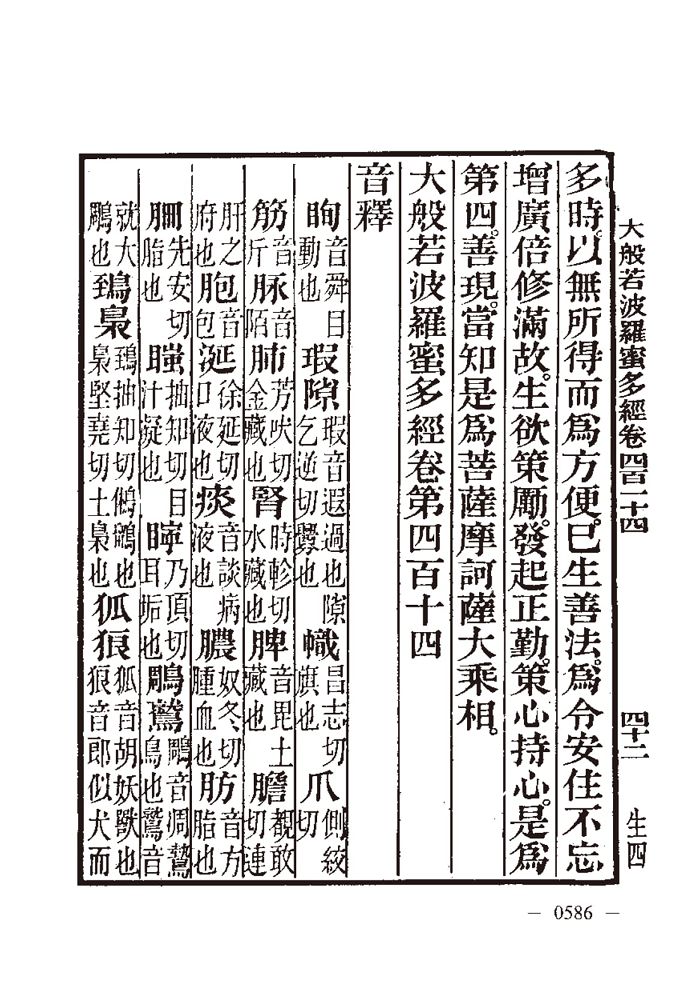 大般若波羅蜜多經卷四百一十四　四十二　生四
多時。以無所得而爲方便。已生善法。爲令安住不忘
增廣倍修滿故。生欲策勵。發起正勤。策心持心。是爲
第四。善現。當知是爲菩薩摩訶薩大乘相。
大般若波羅蜜多經卷第四百十四
音釋
眴音舜目動也　瑕隙瑕音遐過也隙乞逆切釁也　幟昌志切旗也　爪側絞切
筋音斤　脉音陌　肺芳吠切金藏也　腎時軫切水藏也　脾音毘土藏也　膽覩敢切連
肝之府也　胞音包　涎徐延切口液也　痰音談病液也　膿奴冬切腫血也　肪音方脂也
𦙱先安切脂也　𥉻抽知切目汁凝也　聹乃頂切耳垢也　鵰鷲鵰音凋鷲鳥也鷲音
就大鵰也　鵄梟鵄抽知切鵂鶹也梟堅堯切土梟也　狐狼狐音胡妖獸也狼音郎似犬而
— 0586 —